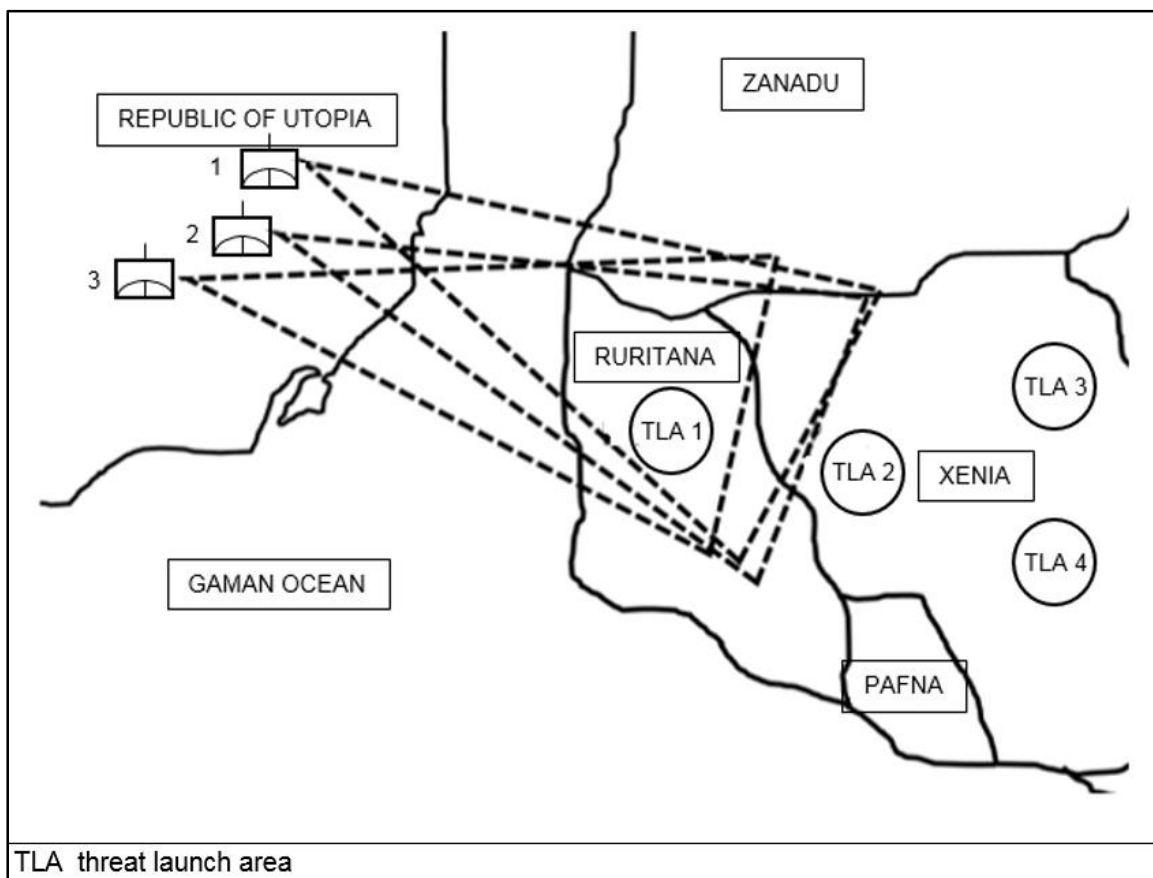 ZANADU
REPUBLIC OF UTOPIA
1
2
3
RURITANA
TLA 1
TLA 3
TLA 2
XENIA
TLA 4
GAMAN OCEAN
PAFNA
TLA threat launch area